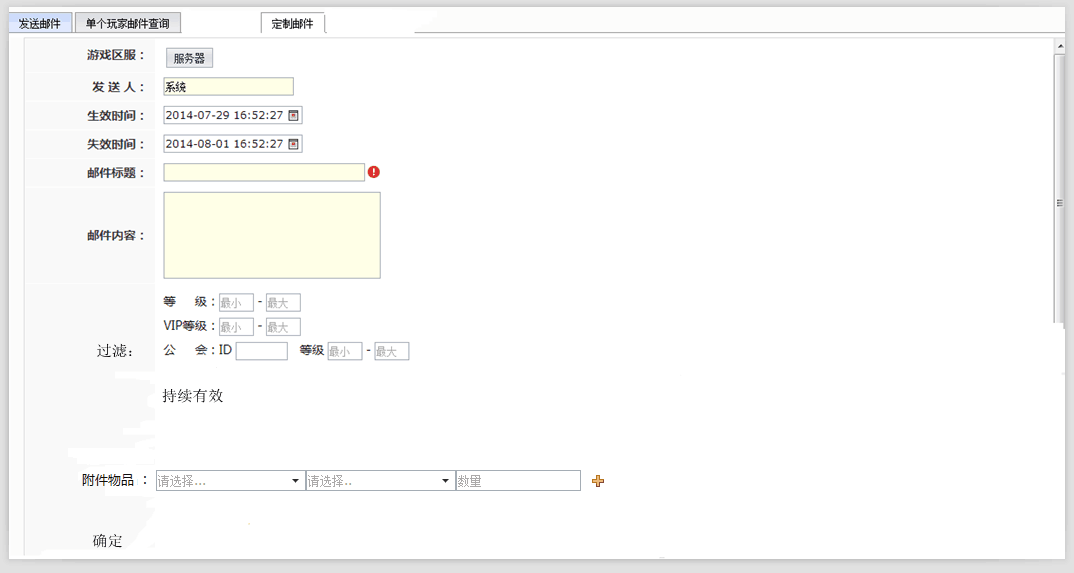 发送邮件 单个玩家邮件查询 定制邮件
游戏区服： 服务器
发 送 人： 系统
生效时间： 2014-07-29 16:52:27
失效时间： 2014-08-01 16:52:27
邮件标题：
邮件内容：
等 级：最小 - 最大
VIP等级：最小 - 最大
过滤： 公 会：ID 等级 最小 - 最大
持续有效
附件物品 ： 请选择... 请选择.. 数量
确定